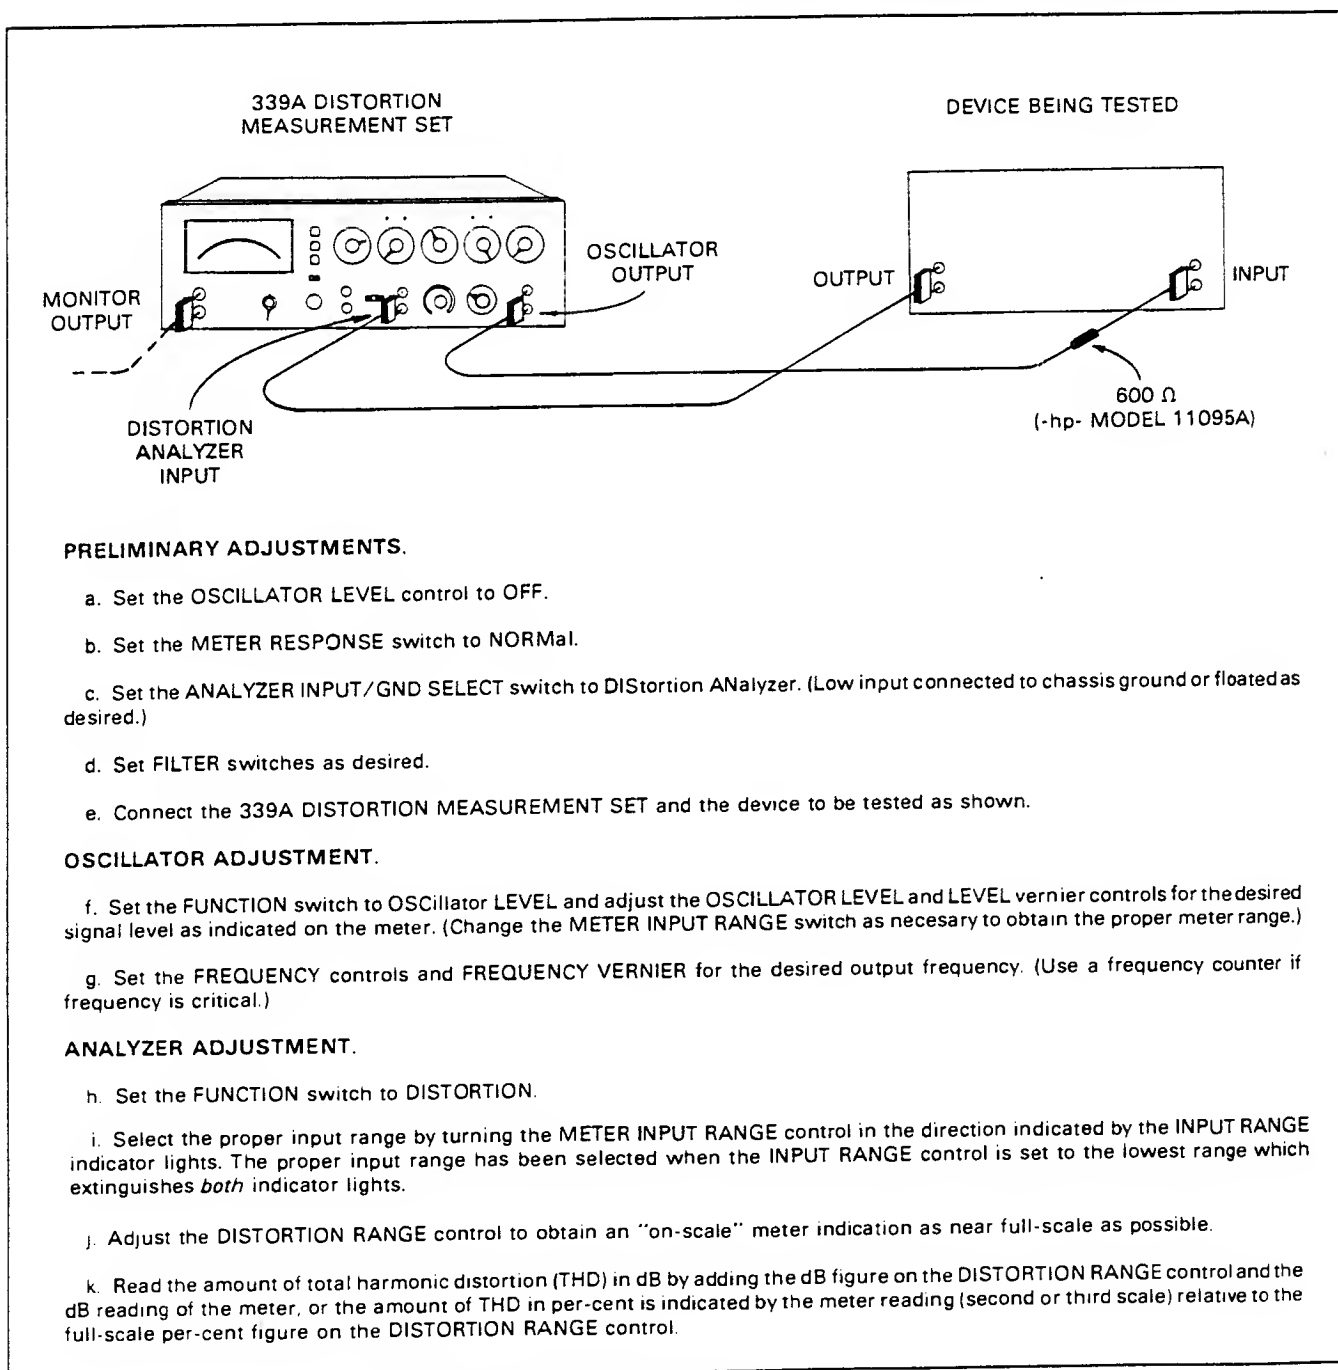 339A DISTORTION
MEASUREMENT SET
DEVICE BEING TESTED
OSCILLATOR
OUTPUT
OUTPUT
INPUT
MONITOR
OUTPUT
600 Ω
(-hp- MODEL 11095A)
DISTORTION
ANALYZER
INPUT
PRELIMINARY ADJUSTMENTS.
a. Set the OSCILLATOR LEVEL control to OFF.
b. Set the METER RESPONSE switch to NORMal.
c. Set the ANALYZER INPUT/GND SELECT switch to DIStortion ANalyzer. (Low input connected to chassis ground or floated as
desired.)
d. Set FILTER switches as desired.
e. Connect the 339A DISTORTION MEASUREMENT SET and the device to be tested as shown.
OSCILLATOR ADJUSTMENT.
f. Set the FUNCTION switch to OSCillator LEVEL and adjust the OSCILLATOR LEVEL and LEVEL vernier controls for the desired
signal level as indicated on the meter. (Change the METER INPUT RANGE switch as necesary to obtain the proper meter range.)
g. Set the FREQUENCY controls and FREQUENCY VERNIER for the desired output frequency. (Use a frequency counter if
frequency is critical.)
ANALYZER ADJUSTMENT.
h. Set the FUNCTION switch to DISTORTION.
i. Select the proper input range by turning the METER INPUT RANGE control in the direction indicated by the INPUT RANGE
indicator lights. The proper input range has been selected when the INPUT RANGE control is set to the lowest range which
extinguishes both indicator lights.
j. Adjust the DISTORTION RANGE control to obtain an "on-scale" meter indication as near full-scale as possible.
k. Read the amount of total harmonic distortion (THD) in dB by adding the dB figure on the DISTORTION RANGE control and the
dB reading of the meter, or the amount of THD in per-cent is indicated by the meter reading (second or third scale) relative to the
full-scale per-cent figure on the DISTORTION RANGE control.